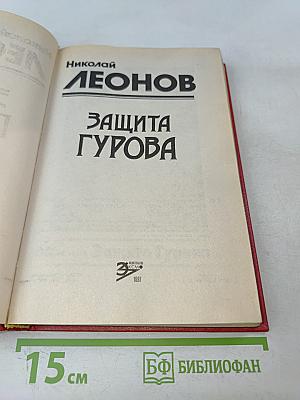 Николай
ЛЕОНОВ
ЗАЩИТА
ГУРОВА
15 см
БФ БИБЛИОФАН